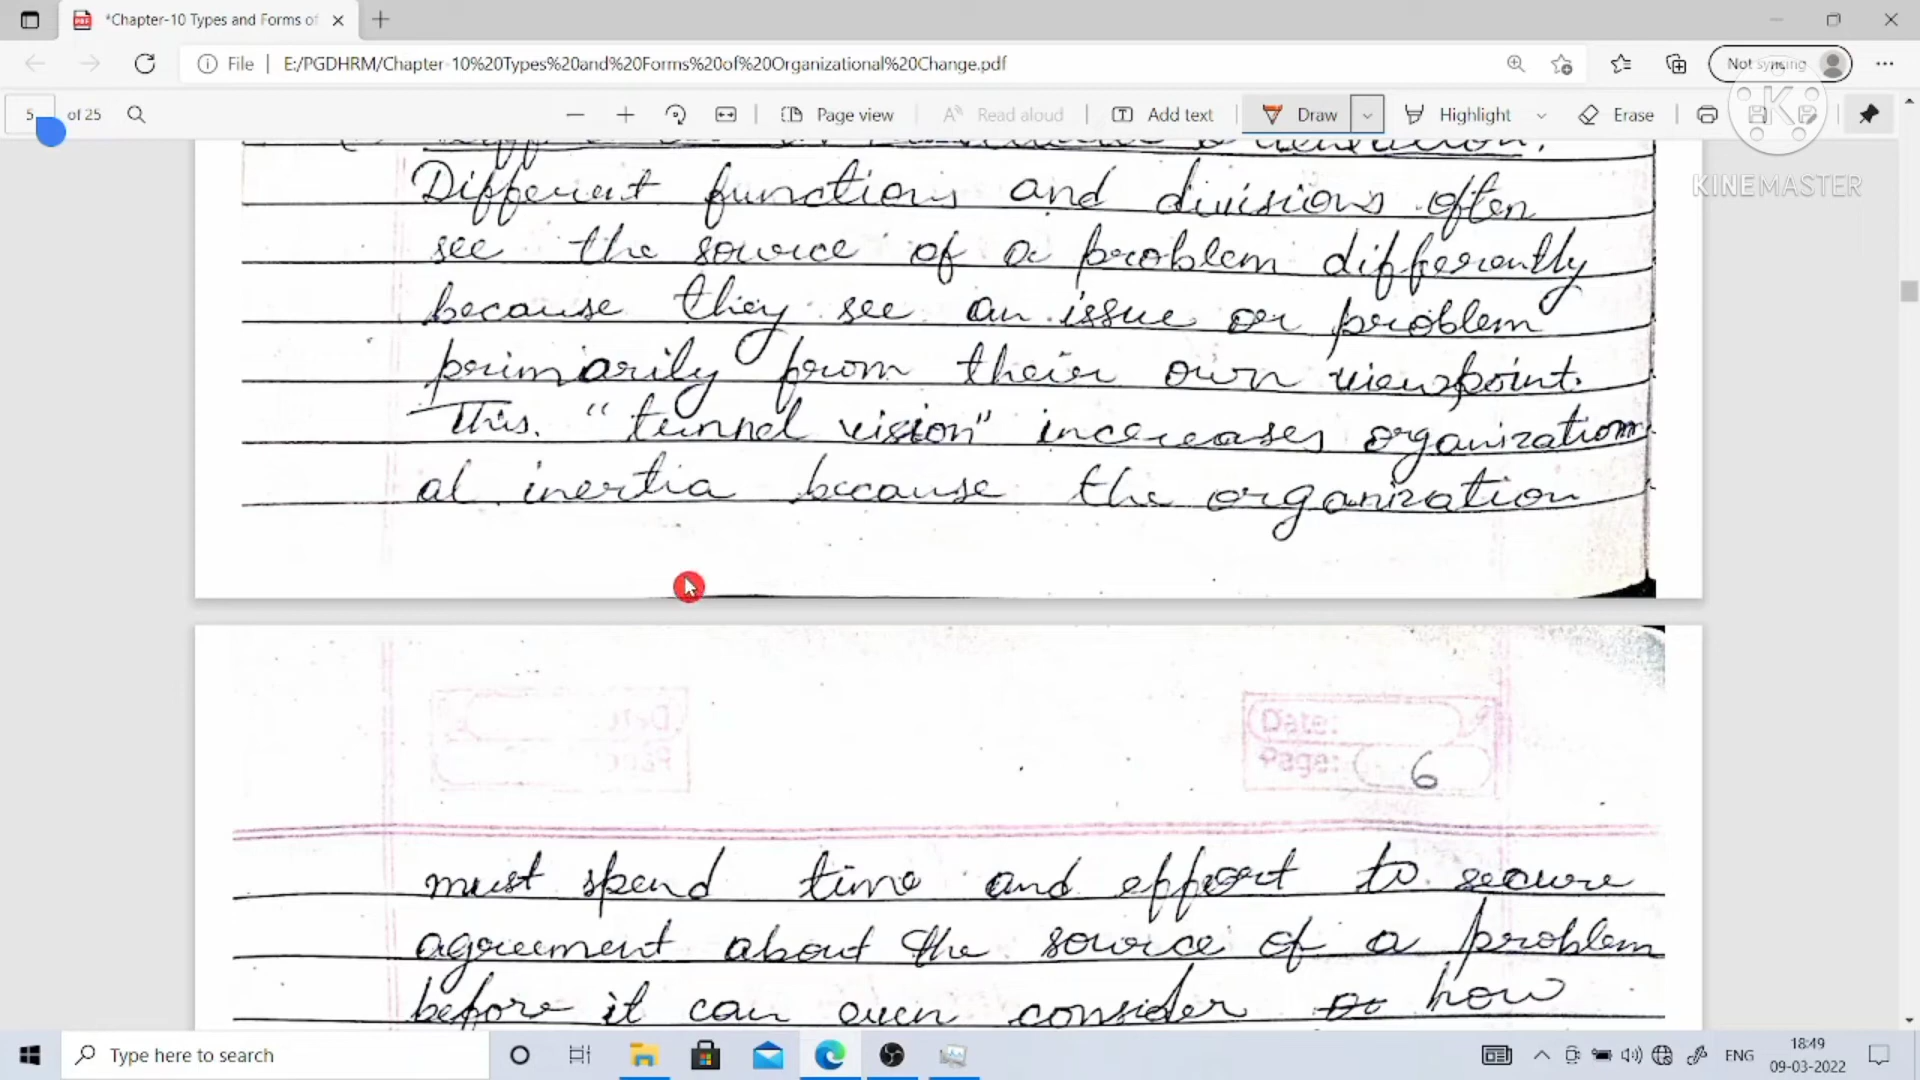 *Chapter-10 Types and Forms of
File
E:/PGDHRM/Chapter-10%20Types%20and%20Forms%20of%20Organizational%20Change.pdf
Not syncing
5 of 25
Page view
Read aloud
Add text
Draw
Highlight
Erase
KINEMASTER
Different functions and divisions often
see the source of a problem differently
because they see an issue or problem
primarily from their own viewpoint.
This. "tunnel vision" increases organization
al inertia because the organization
Date:
Page: 6
must spend time and effort to secure
agreement about the source of a problem
before it can even consider how
Type here to search
ENG
18:49
09-03-2022